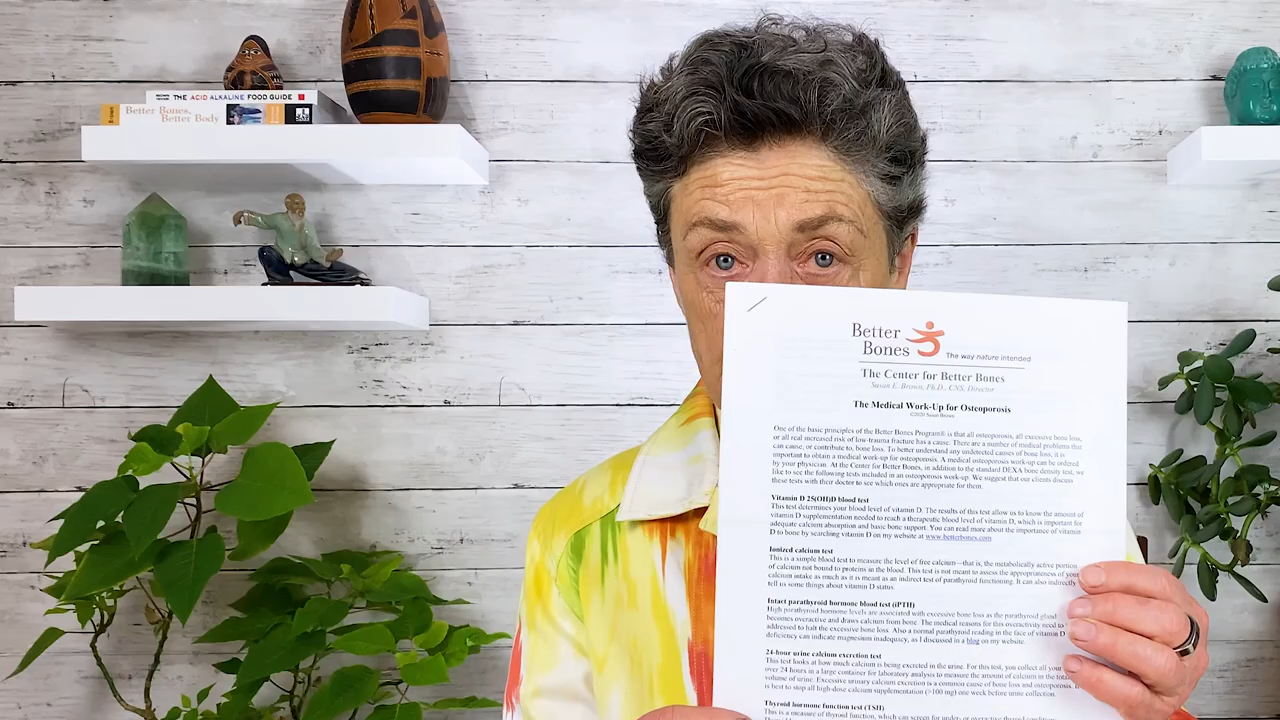 THE ACID ALKALINE FOOD GUIDE
Better Bones,
Better Body
Better
Bones
The way nature intended
The Center for Better Bones
Susan E. Brown, Ph.D., CNS, Director
The Medical Work-Up for Osteoporosis
©2020 Susan Brown
One of the basic principles of the Better Bones Program® is that all osteoporosis, all excessive bone loss,
or all real increased risk of low-trauma fracture has a cause. There are a number of medical problems that
can cause, or contribute to, bone loss. To better understand any undetected causes of bone loss, it is
important to obtain a medical work-up for osteoporosis. A medical osteoporosis work-up can be ordered
by your physician. At the Center for Better Bones, in addition to the standard DEXA bone density test, we
like to see the following tests included in an osteoporosis work-up. We suggest that our clients discuss
these tests with their doctor to see which ones are appropriate for them.
Vitamin D 25(OH)D blood test
This test determines your blood level of vitamin D. The results of this test allow us to know the amount of
vitamin D supplementation needed to reach a therapeutic blood level of vitamin D, which is important for
adequate calcium absorption and basic bone support. You can read more about the importance of vitamin
D to bone by searching vitamin D on my website at www.betterbones.com
Ionized calcium test
This is a simple blood test to measure the level of free calcium—that is, the metabolically active portion
of calcium not bound to proteins in the blood. This test is not meant to assess the appropriateness of your
calcium intake as much as it is meant as an indirect test of parathyroid functioning. It can also indirectly
tell us some things about vitamin D status.
Intact parathyroid hormone blood test (iPTH)
High parathyroid hormone levels are associated with excessive bone loss as the parathyroid gland
becomes overactive and draws calcium from bone. The medical reasons for this overactivity need to
addressed to halt the excessive bone loss. Also a normal parathyroid reading in the face of vitamin D
deficiency can indicate magnesium inadequacy, as I discussed in a blog on my website.
24-hour urine calcium excretion test
This test looks at how much calcium is being excreted in the urine. For this test, you collect all your
over 24 hours in a large container for laboratory analysis to measure the amount of calcium in the total
volume of urine. Excessive urinary calcium excretion is a common cause of bone loss and osteoporosis.
is best to stop all high-dose calcium supplementation (>100 mg) one week before urine collection.
Thyroid hormone function test (TSH)
This is a measure of thyroid function, which can screen for under- or overactive thyroid conditions